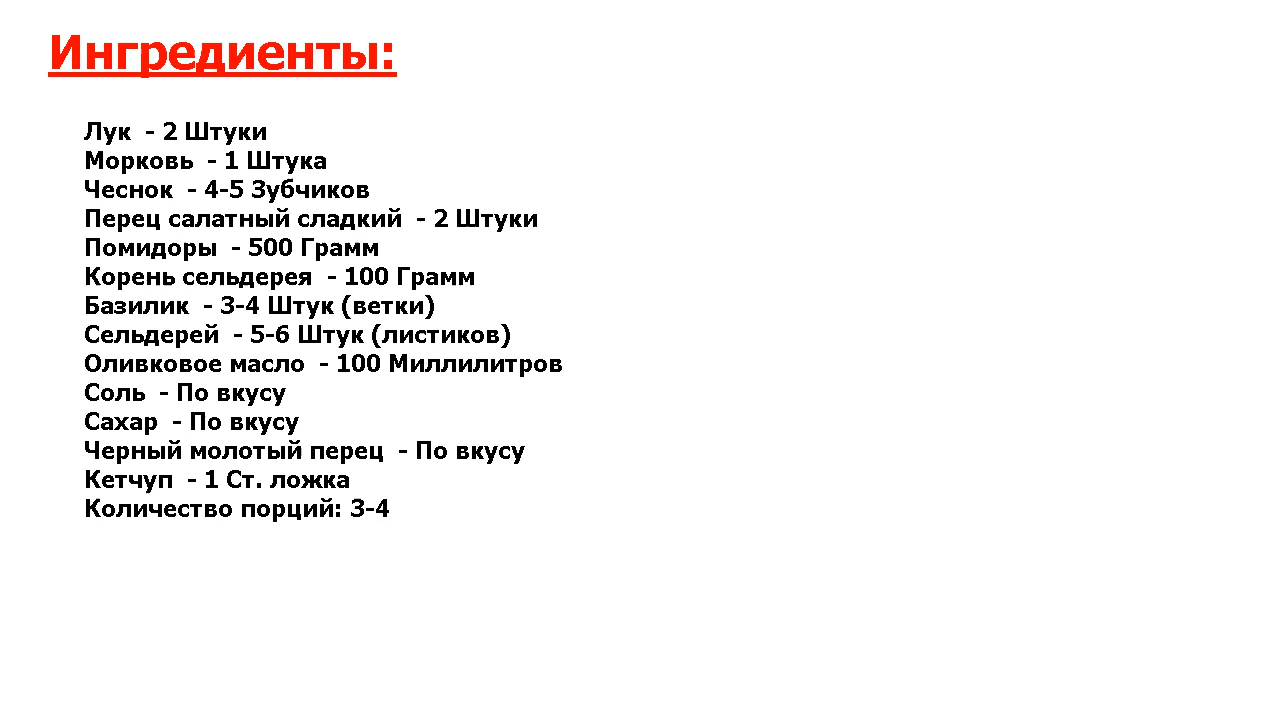 Ингредиенты:
Лук - 2 Штуки
Морковь - 1 Штука
Чеснок - 4-5 Зубчиков
Перец салатный сладкий - 2 Штуки
Помидоры - 500 Грамм
Корень сельдерея - 100 Грамм
Базилик - 3-4 Штук (ветки)
Сельдерей - 5-6 Штук (листиков)
Оливковое масло - 100 Миллилитров
Соль - По вкусу
Сахар - По вкусу
Черный молотый перец - По вкусу
Кетчуп - 1 Ст. ложка
Количество порций: 3-4